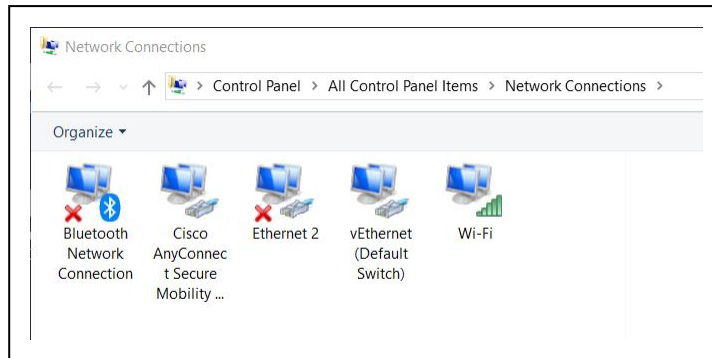 Network Connections
Control Panel > All Control Panel Items > Network Connections >
Organize
Bluetooth
Network
Connection
Cisco
AnyConnec
t Secure
Mobility ...
Ethernet 2
vEthernet
(Default
Switch)
Wi-Fi